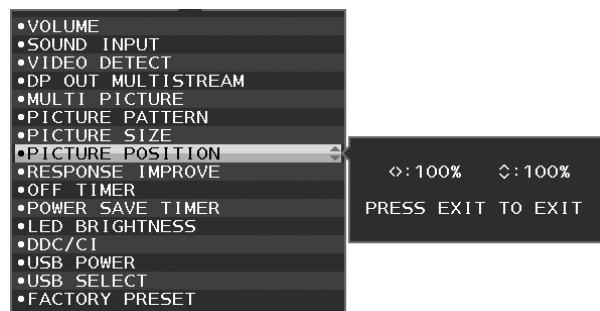 •VOLUME
•SOUND INPUT
•VIDEO DETECT
•DP OUT MULTISTREAM
•MULTI PICTURE
•PICTURE PATTERN
•PICTURE SIZE
•PICTURE POSITION
•RESPONSE IMPROVE
•OFF TIMER
•POWER SAVE TIMER
•LED BRIGHTNESS
•DDC/CI
•USB POWER
•USB SELECT
•FACTORY PRESET
:100% :100%
PRESS EXIT TO EXIT